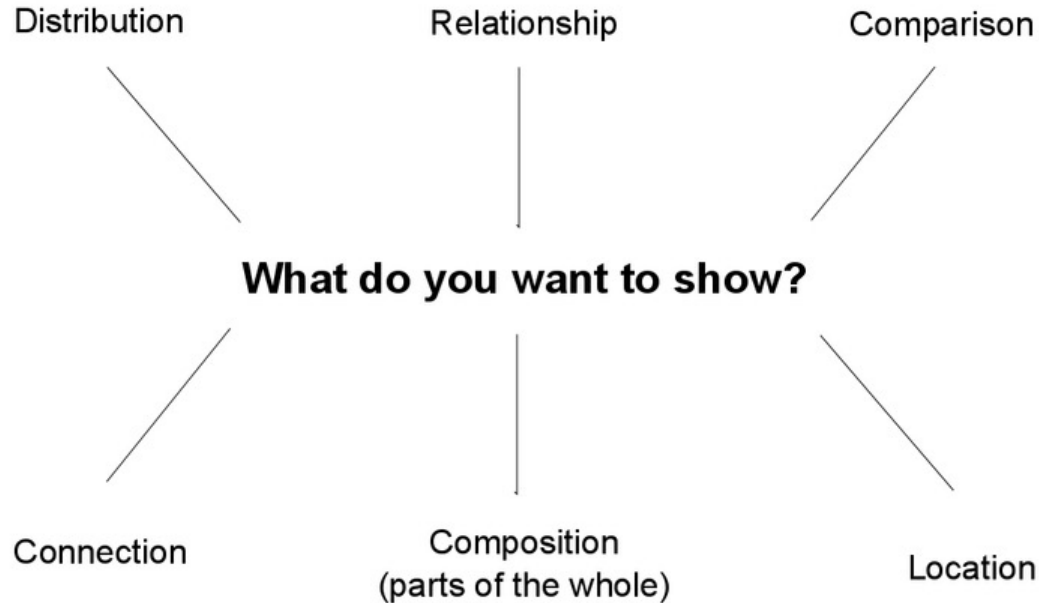 Distribution
Relationship
Comparison
What do you want to show?
Connection
Composition
(parts of the whole)
Location